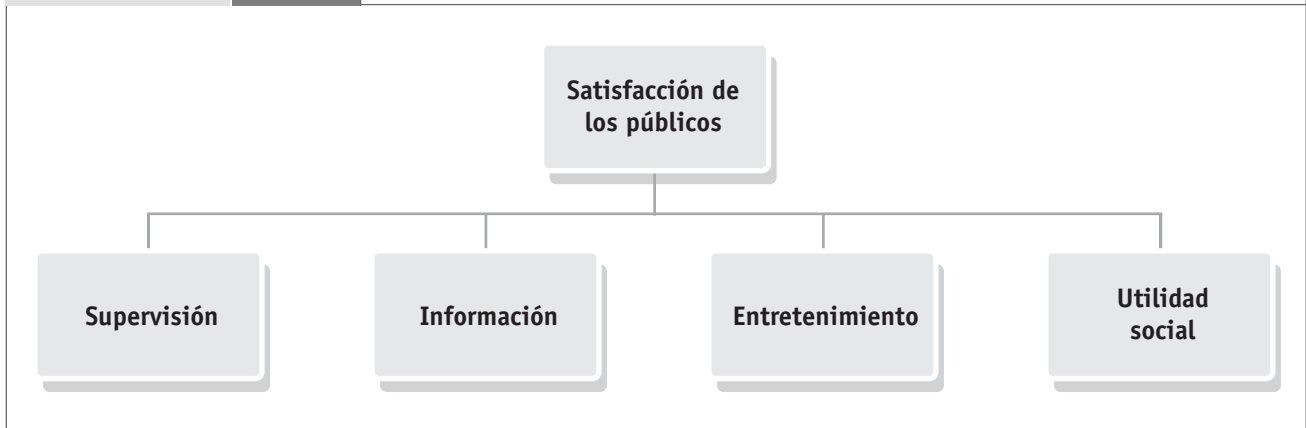 Satisfacción de
los públicos
Supervisión
Información
Entretenimiento
Utilidad
social